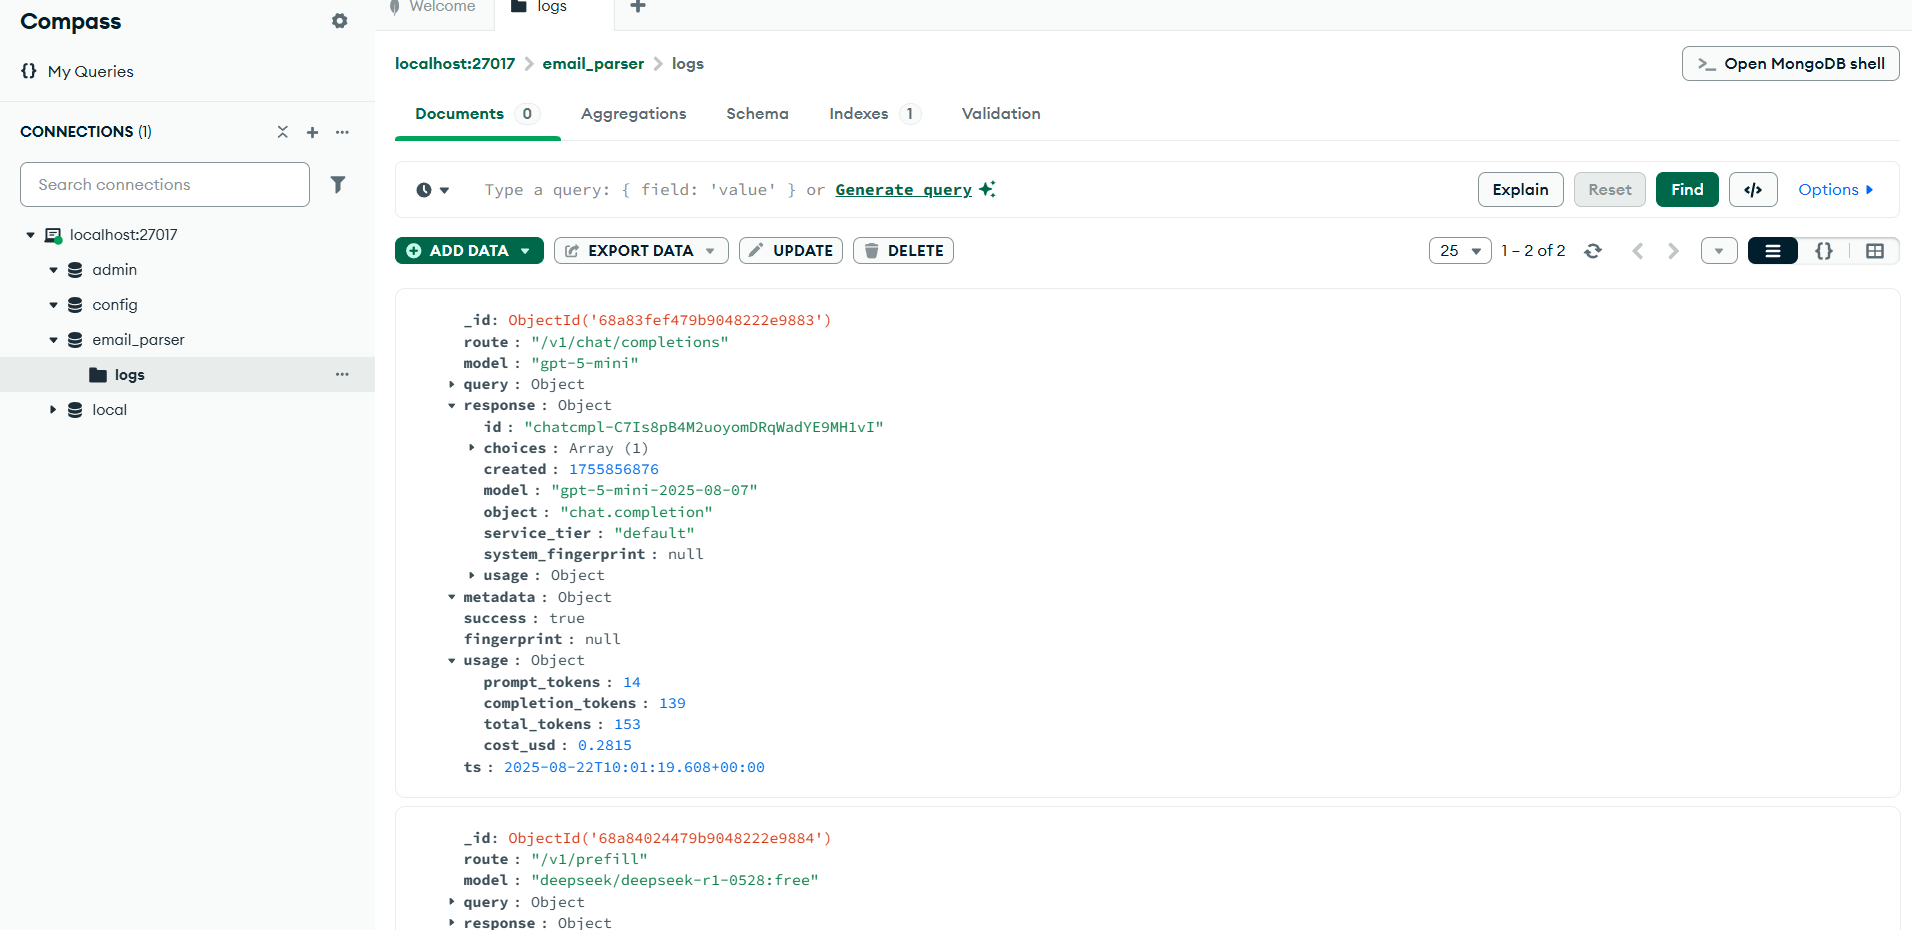 Compass
Welcome
logs
My Queries
localhost:27017 > email_parser > logs
>_ Open MongoDB shell
Documents 0 Aggregations Schema Indexes 1 Validation
CONNECTIONS (1)
Search connections
Type a query: { field: 'value' } or Generate query
Explain Reset Find </> Options
ADD DATA EXPORT DATA UPDATE DELETE
25 1 – 2 of 2 {}
localhost:27017
admin
config
email_parser
logs
local
_id: ObjectId('68a83fef479b9048222e9883')
route : "/v1/chat/completions"
model : "gpt-5-mini"
query : Object
response : Object
id : "chatcmpl-C7Is8pB4M2uoyomDRqWadYE9MH1vI"
choices : Array (1)
created : 1755856876
model : "gpt-5-mini-2025-08-07"
object : "chat.completion"
service_tier : "default"
system_fingerprint : null
usage : Object
metadata : Object
success : true
fingerprint : null
usage : Object
prompt_tokens : 14
completion_tokens : 139
total_tokens : 153
cost_usd : 0.2815
ts : 2025-08-22T10:01:19.608+00:00
_id: ObjectId('68a84024479b9048222e9884')
route : "/v1/prefill"
model : "deepseek/deepseek-r1-0528:free"
query : Object
response : Object